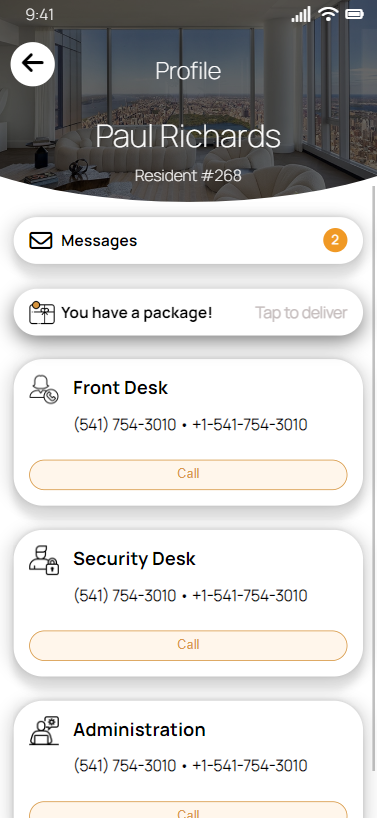 9:41
Profile
Paul Richards
Resident #268
Messages
2
You have a package!
Tap to deliver
Front Desk
(541) 754-3010 • +1-541-754-3010
Call
Security Desk
(541) 754-3010 • +1-541-754-3010
Call
Administration
(541) 754-3010 • +1-541-754-3010
Call